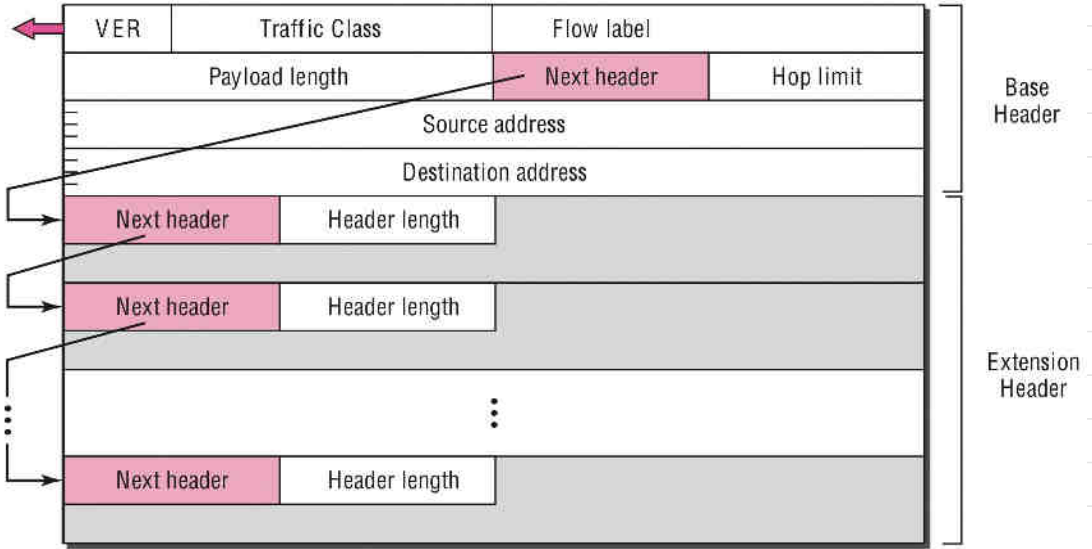 VER Traffic Class Flow label
Payload length Next header Hop limit
Base
Header
Source address
Destination address
Next header Header length
Next header Header length
Extension
Header
Next header Header length